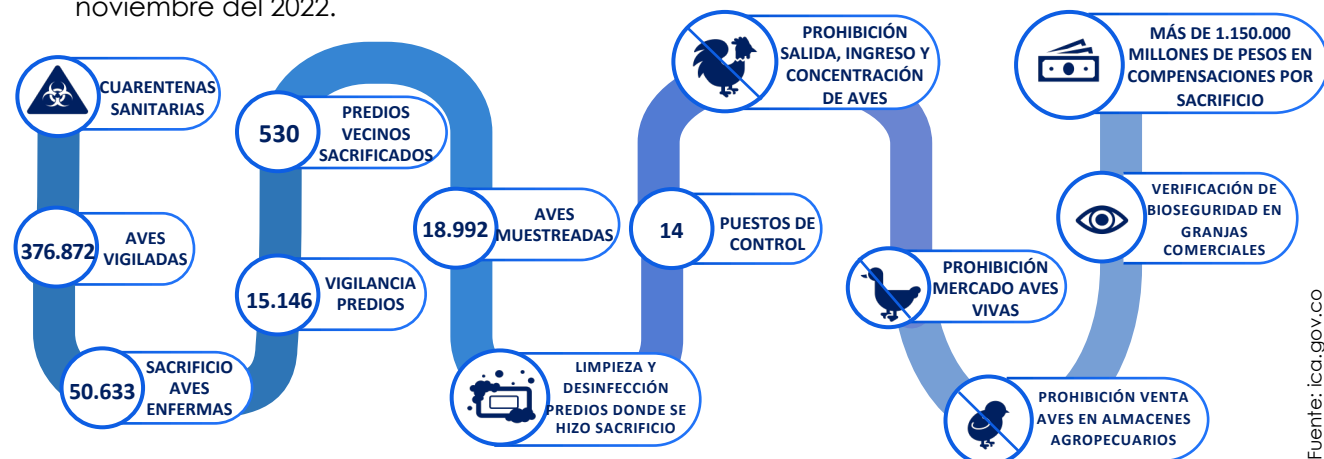 noviembre del 2022.
CUARENTENAS
SANITARIAS
376.872
AVES
VIGILADAS
50.633
SACRIFICIO
AVES
ENFERMAS
15.146
VIGILANCIA
PREDIOS
530
PREDIOS
VECINOS
SACRIFICADOS
18.992
AVES
MUESTREADAS
LIMPIEZA Y
DESINFECCIÓN
PREDIOS DONDE SE
HIZO SACRIFICIO
14
PUESTOS DE
CONTROL
PROHIBICIÓN
SALIDA, INGRESO Y
CONCENTRACIÓN
DE AVES
PROHIBICIÓN
MERCADO AVES
VIVAS
PROHIBICIÓN VENTA
AVES EN ALMACENES
AGROPECUARIOS
VERIFICACIÓN DE
BIOSEGURIDAD EN
GRANJAS
COMERCIALES
MÁS DE 1.150.000
MILLONES DE PESOS EN
COMPENSACIONES POR
SACRIFICIO
Fuente: ica.gov.co